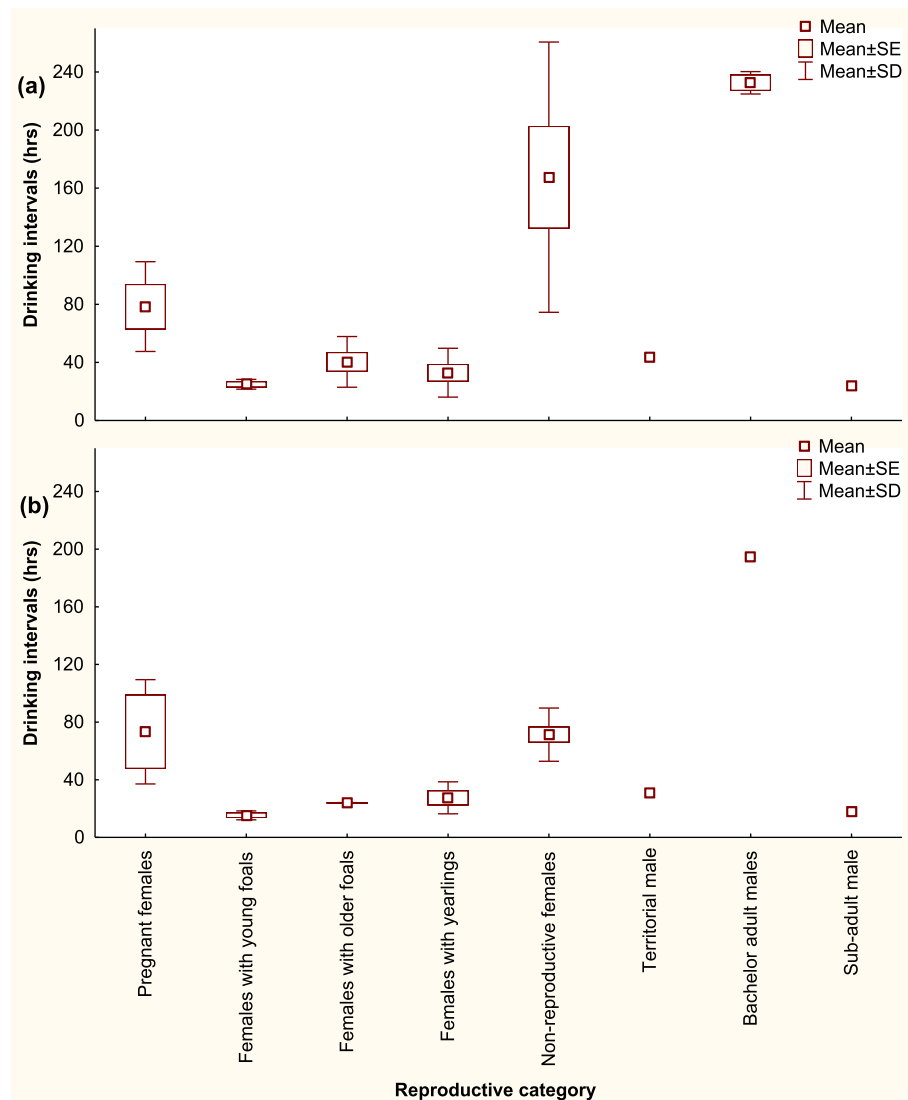 (a)
Drinking intervals (hrs)
240
200
160
120
80
40
0
Mean
Mean±SE
Mean±SD
(b)
Drinking intervals (hrs)
240
200
160
120
80
40
0
Mean
Mean±SE
Mean±SD
Pregnant females
Females with young foals
Females with older foals
Females with yearlings
Non-reproductive females
Territorial male
Bachelor adult males
Sub-adult male
Reproductive category